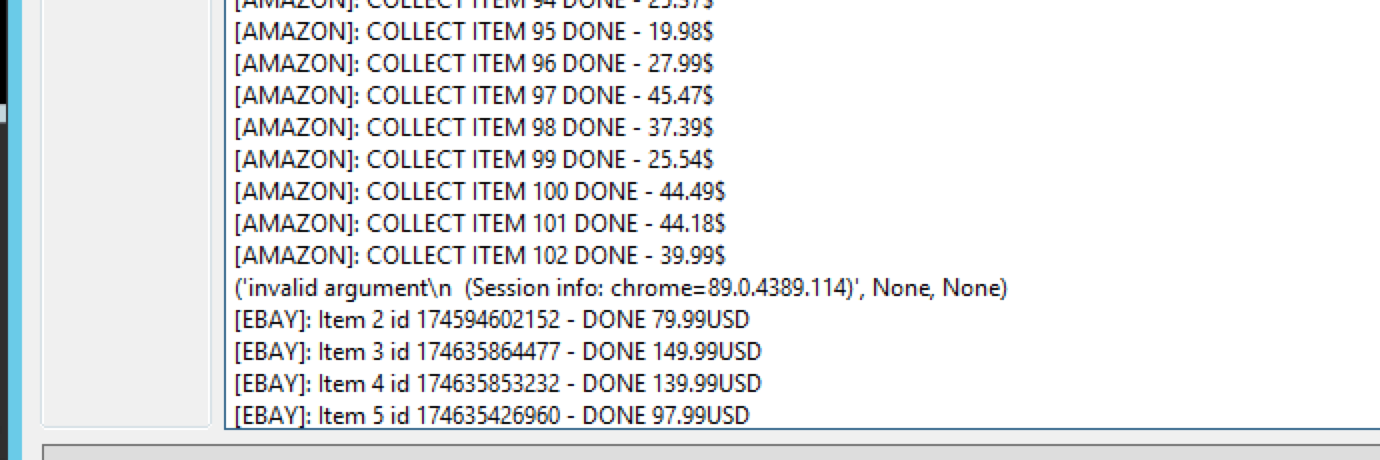 [AMAZON]: COLLECT ITEM 94 DONE - 25.57$
[AMAZON]: COLLECT ITEM 95 DONE - 19.98$
[AMAZON]: COLLECT ITEM 96 DONE - 27.99$
[AMAZON]: COLLECT ITEM 97 DONE - 45.47$
[AMAZON]: COLLECT ITEM 98 DONE - 37.39$
[AMAZON]: COLLECT ITEM 99 DONE - 25.54$
[AMAZON]: COLLECT ITEM 100 DONE - 44.49$
[AMAZON]: COLLECT ITEM 101 DONE - 44.18$
[AMAZON]: COLLECT ITEM 102 DONE - 39.99$
('invalid argument\n  (Session info: chrome=89.0.4389.114)', None, None)
[EBAY]: Item 2 id 174594602152 - DONE 79.99USD
[EBAY]: Item 3 id 174635864477 - DONE 149.99USD
[EBAY]: Item 4 id 174635853232 - DONE 139.99USD
[EBAY]: Item 5 id 174635426960 - DONE 97.99USD